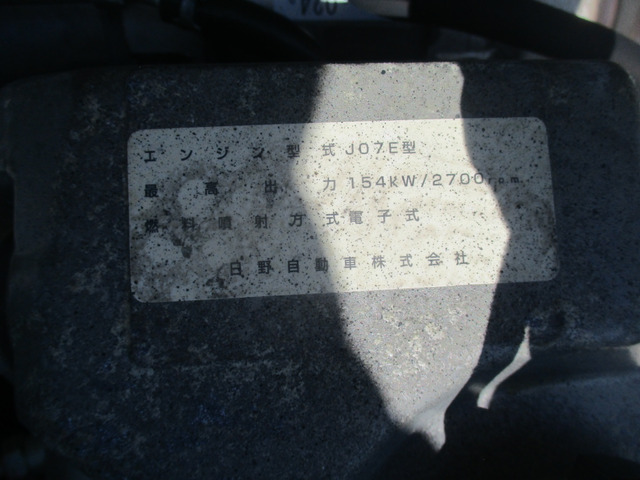 エンジン型式J07E型
最高出力154KW/2700rpm
燃料噴射方式電子式
日野自動車株式会社